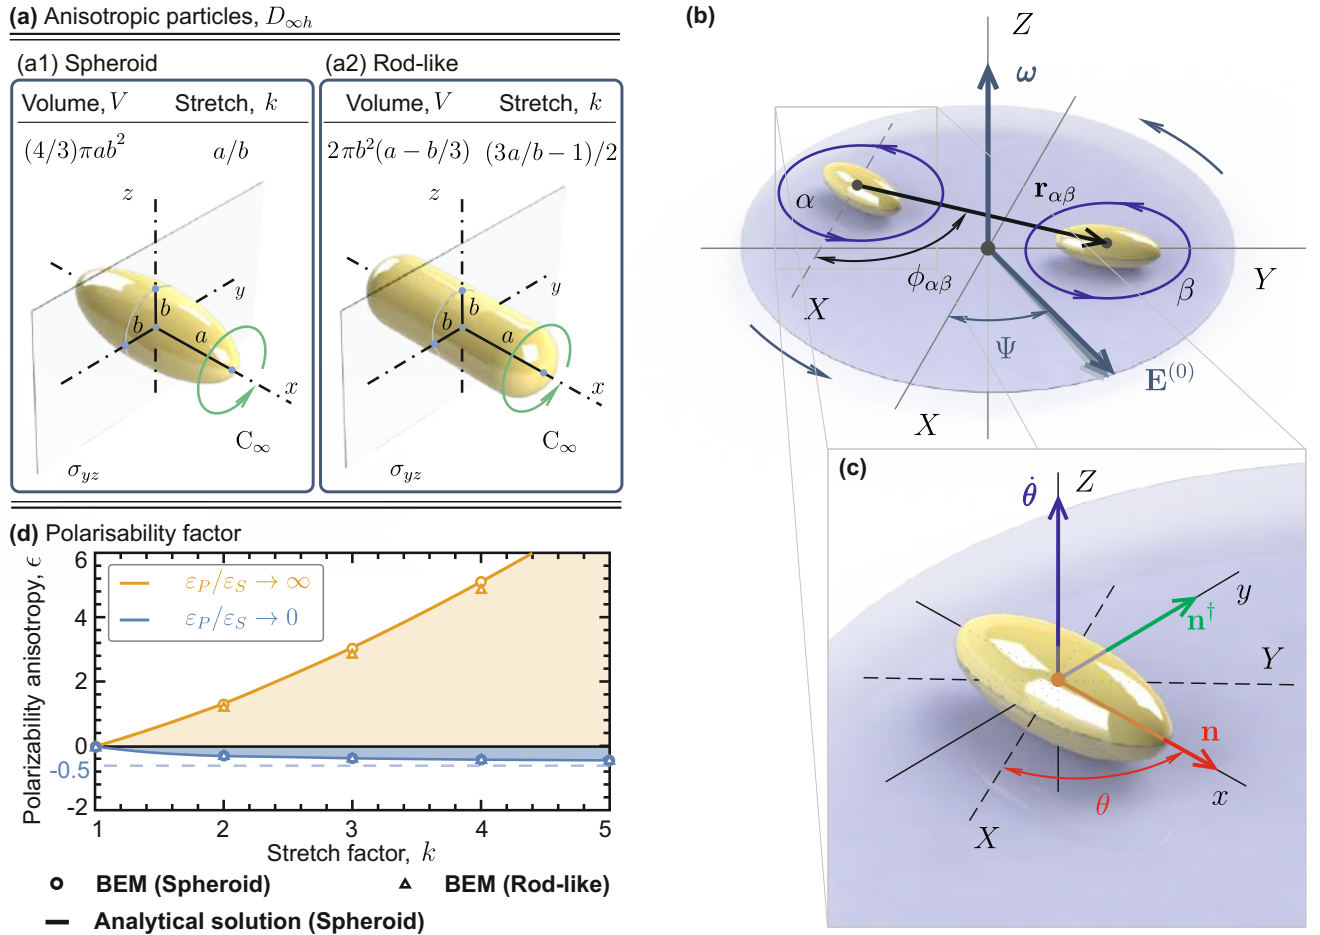 (a) Anisotropic particles, D∞h
(a1) Spheroid
Volume, V Stretch, k
(4/3)πab² a/b
z
y
b
b
a
x
C∞
σyz
(a2) Rod-like
Volume, V Stretch, k
2πb²(a − b/3) (3a/b − 1)/2
z
y
b
b
a
x
C∞
σyz
(b)
Z
ω
α
rαβ
ϕαβ
β
Y
X
Ψ
E⁽⁰⁾
X
(c)
θ̇
Z
y
n†
Y
n
x
θ
X
(d) Polarisability factor
Polarizability anisotropy, ϵ
6
4
2
0
-0.5
-2
εP/εS → ∞
εP/εS → 0
1 2 3 4 5
Stretch factor, k
BEM (Spheroid) BEM (Rod-like)
Analytical solution (Spheroid)